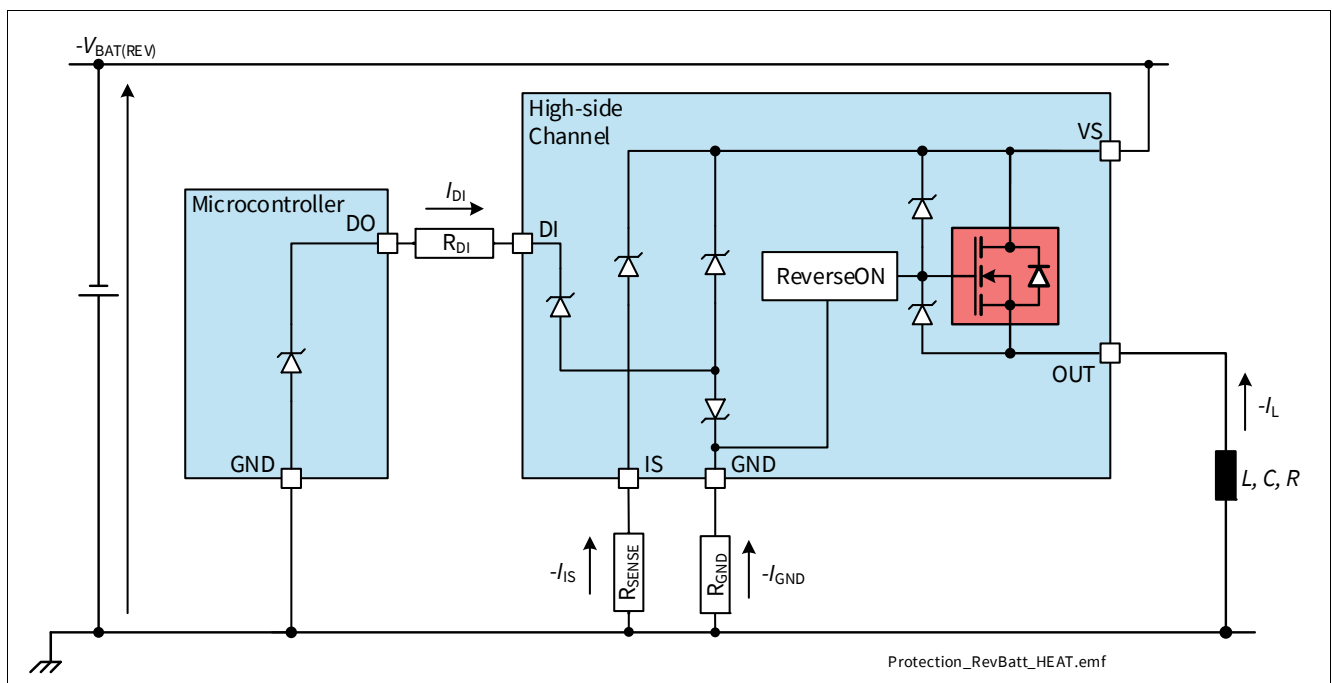 -VBAT(REV)
High-side
Channel
VS
Microcontroller
DO
IDI
RDI
DI
ReverseON
OUT
-IL
GND
IS
GND
L, C, R
-IIS
RSENSE
RGND
-IGND
Protection_RevBatt_HEAT.emf